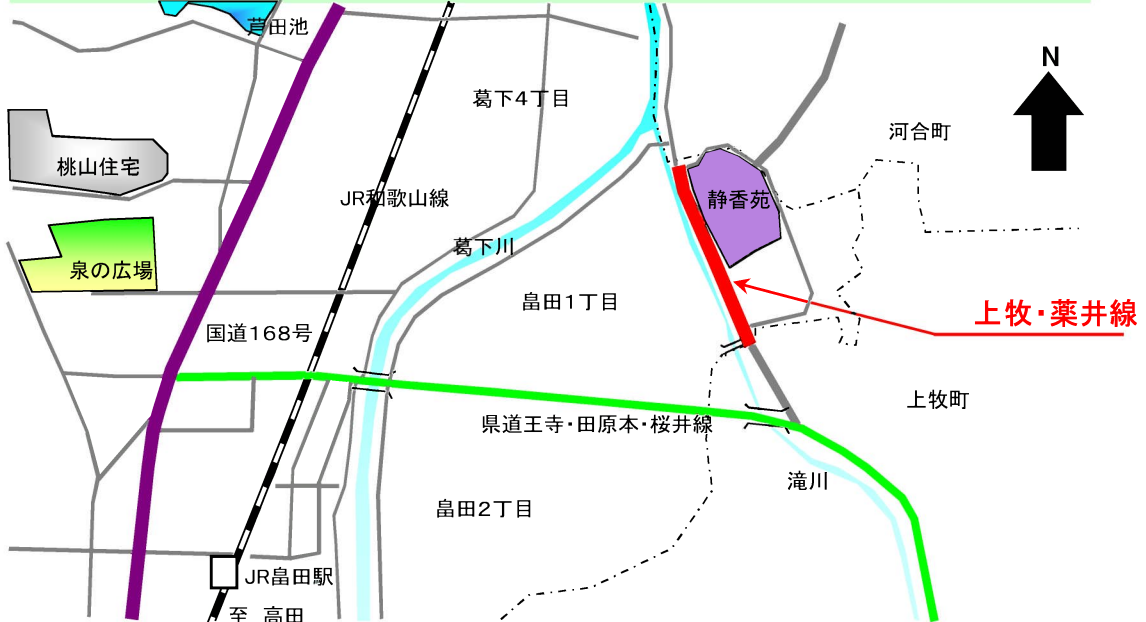 芦田池
N
葛下4丁目
河合町
桃山住宅
JR和歌山線
静香苑
葛下川
泉の広場
畠田1丁目
上牧・薬井線
国道168号
上牧町
県道王寺・田原本・桜井線
滝川
畠田2丁目
JR畠田駅
至 高田